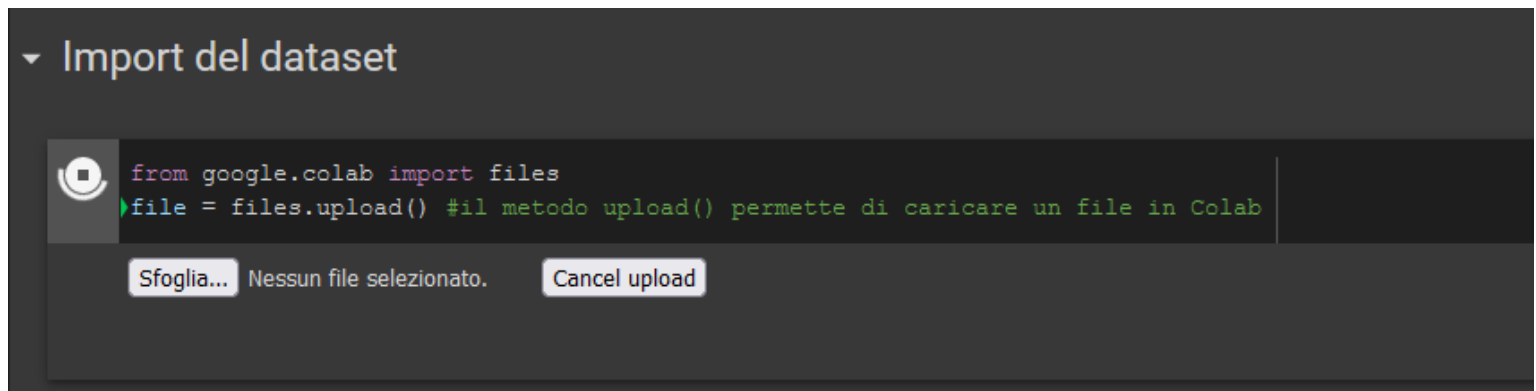 Import del dataset
from google.colab import files
file = files.upload() #il metodo upload() permette di caricare un file in Colab
Sfoglia... Nessun file selezionato. Cancel upload